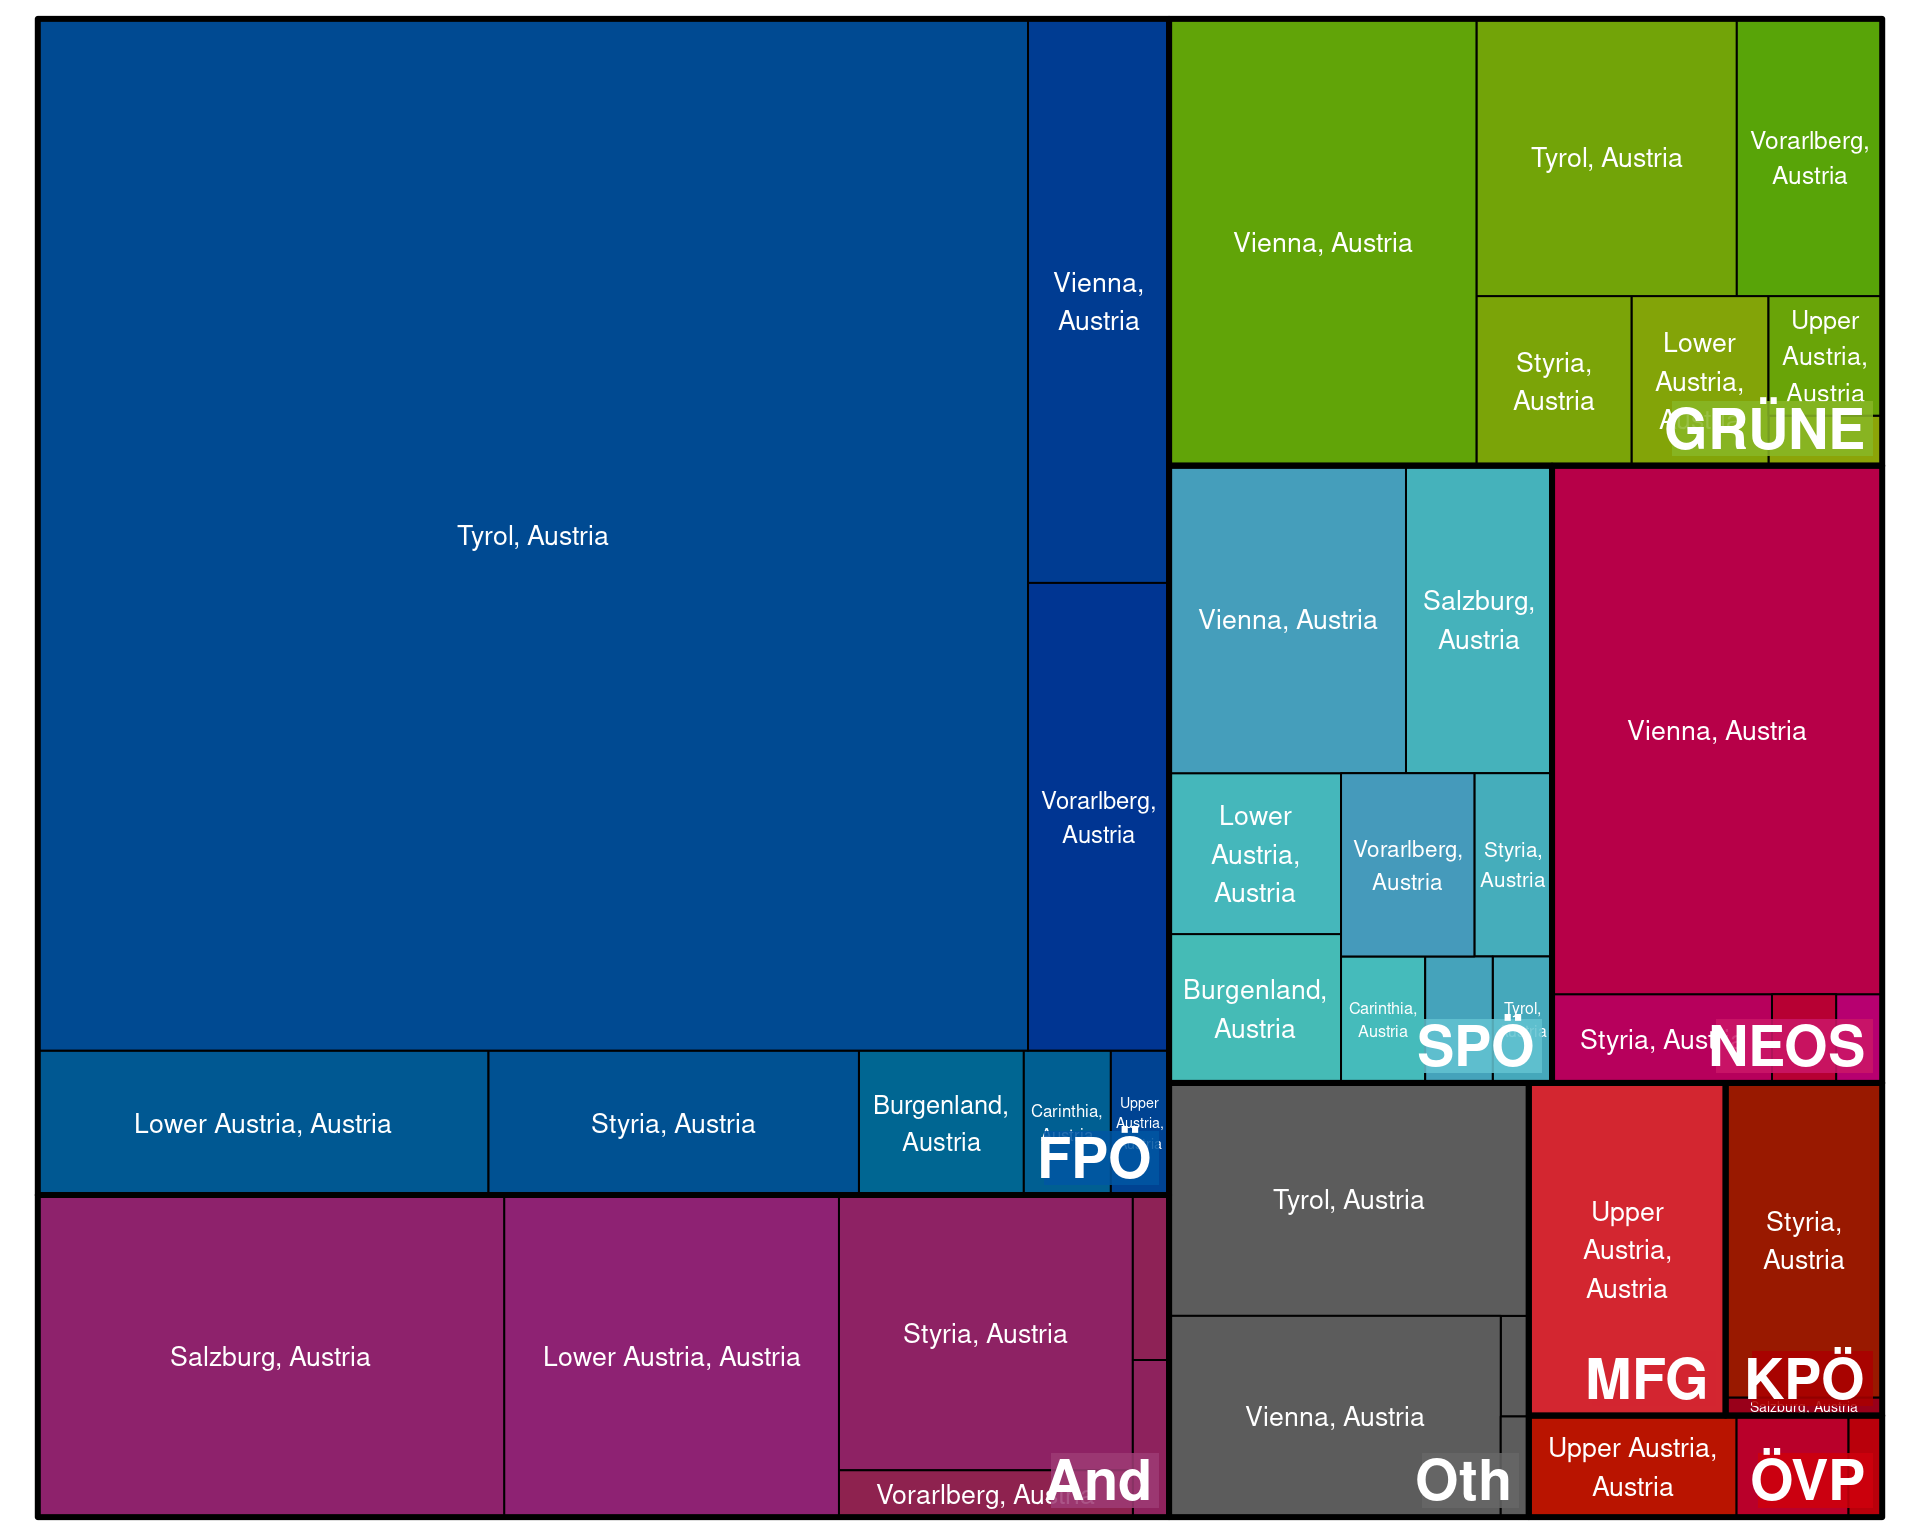 Tyrol, Austria
Vienna,
Austria
Vorarlberg,
Austria
Lower Austria, Austria
Styria, Austria
Burgenland,
Austria
Carinthia,
Austria
Upper
Austria,
FPÖ
Salzburg, Austria
Lower Austria, Austria
Styria, Austria
Vorarlberg, Austria
And
Vienna, Austria
Tyrol, Austria
Vorarlberg,
Austria
Styria,
Austria
Lower
Austria,
Upper
Austria,
Austria
GRÜNE
Vienna, Austria
Salzburg,
Austria
Lower
Austria,
Austria
Vorarlberg,
Austria
Styria,
Austria
Burgenland,
Austria
Carinthia,
Austria
Tyrol,
SPÖ
Vienna, Austria
Styria, Austria
NEOS
Tyrol, Austria
Vienna, Austria
Oth
Upper
Austria,
Austria
MFG
Styria,
Austria
KPÖ
Salzburg, Austria
Upper Austria,
Austria
ÖVP